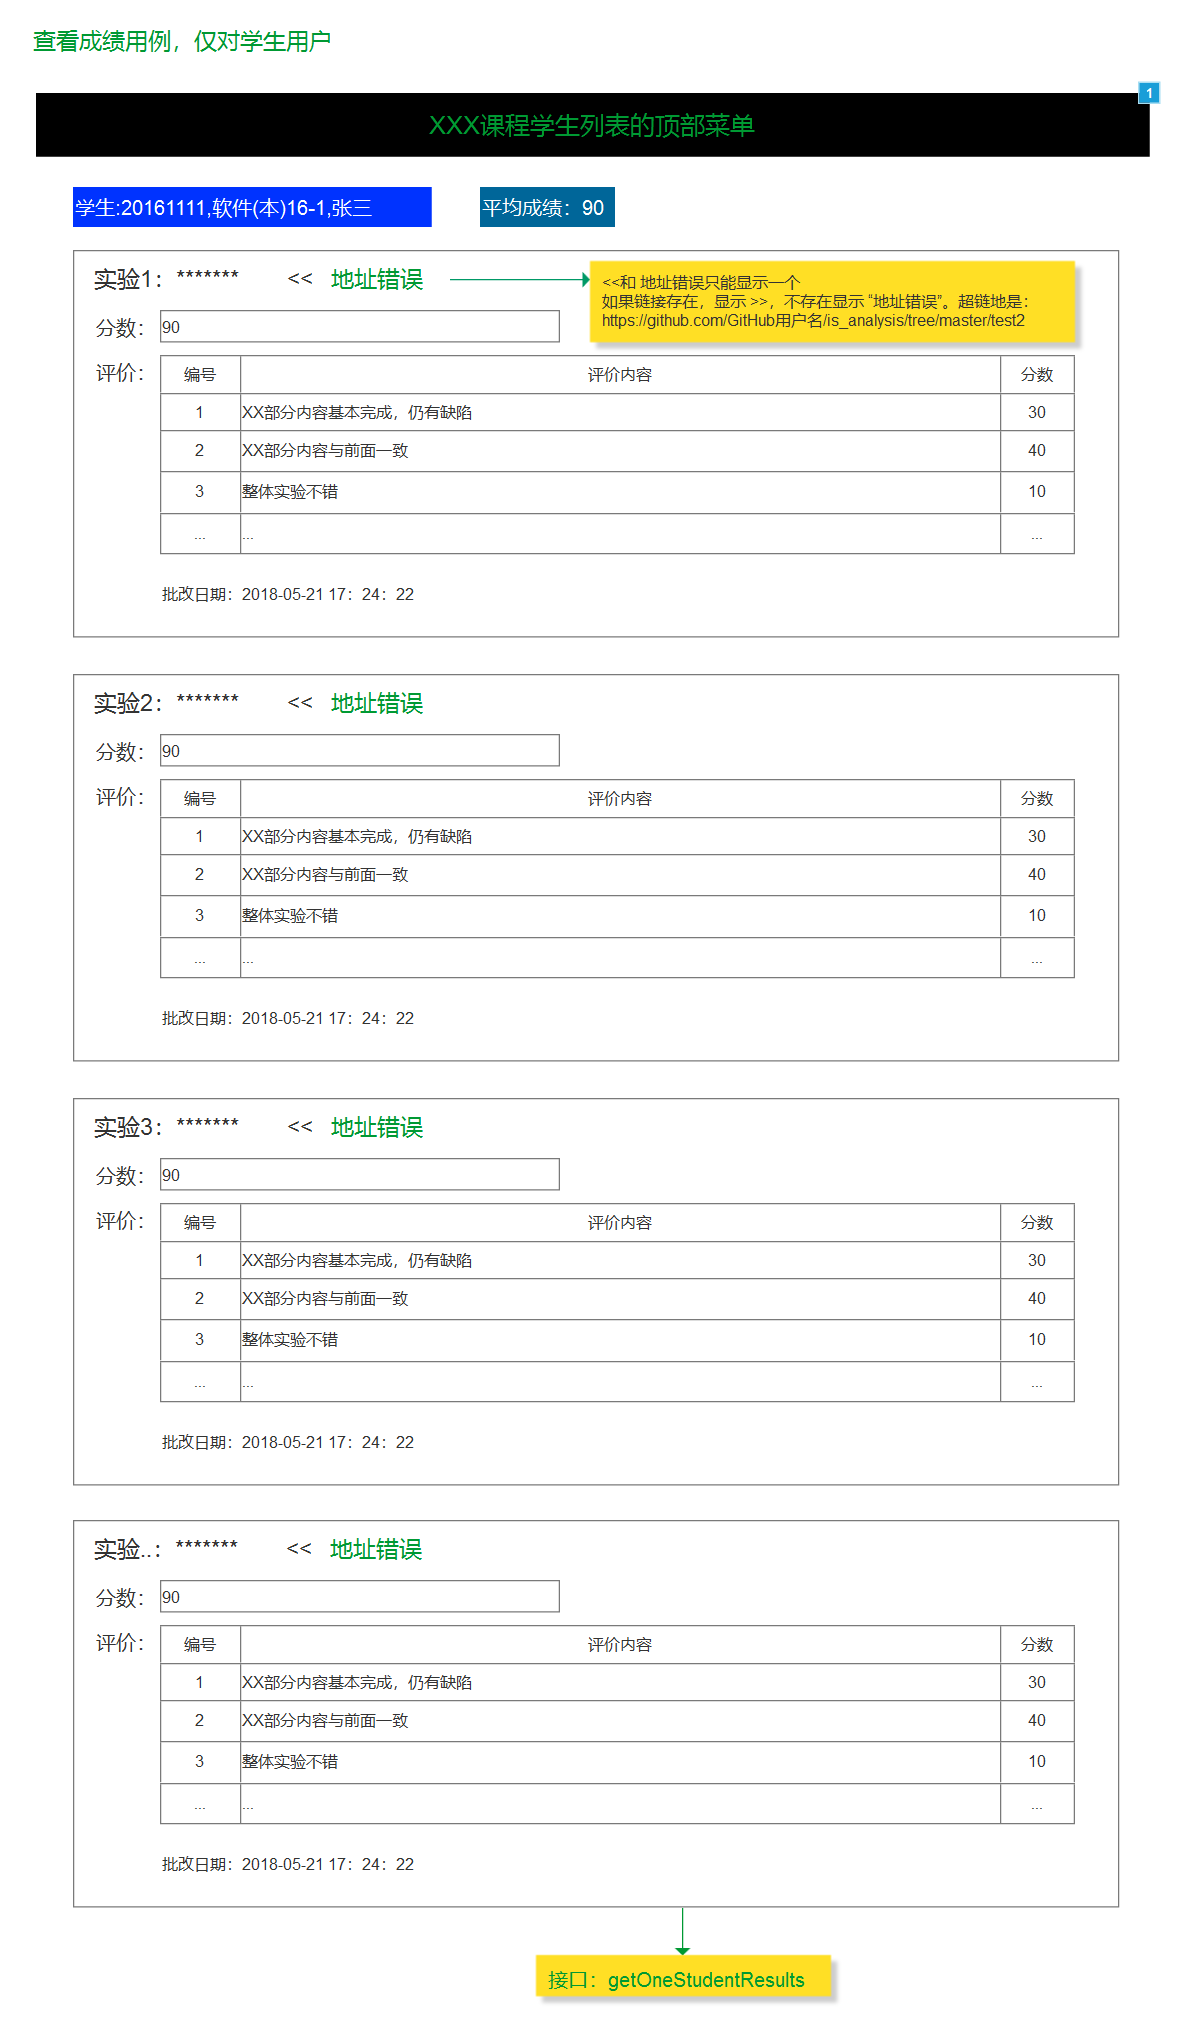 查看成绩用例，仅对学生用户
1
XXX课程学生列表的顶部菜单
学生:20161111,软件(本)16-1,张三 平均成绩：90
实验1：******* << 地址错误
<<和 地址错误只能显示一个
如果链接存在，显示 >>，不存在显示 “地址错误”。超链地是：
https://github.com/GitHub用户名/is_analysis/tree/master/test2
分数：90
评价：编号 评价内容 分数
1 XX部分内容基本完成，仍有缺陷 30
2 XX部分内容与前面一致 40
3 整体实验不错 10
... ... ...
批改日期：2018-05-21 17：24：22
实验2：******* << 地址错误
分数：90
评价：编号 评价内容 分数
1 XX部分内容基本完成，仍有缺陷 30
2 XX部分内容与前面一致 40
3 整体实验不错 10
... ... ...
批改日期：2018-05-21 17：24：22
实验3：******* << 地址错误
分数：90
评价：编号 评价内容 分数
1 XX部分内容基本完成，仍有缺陷 30
2 XX部分内容与前面一致 40
3 整体实验不错 10
... ... ...
批改日期：2018-05-21 17：24：22
实验..：******* << 地址错误
分数：90
评价：编号 评价内容 分数
1 XX部分内容基本完成，仍有缺陷 30
2 XX部分内容与前面一致 40
3 整体实验不错 10
... ... ...
批改日期：2018-05-21 17：24：22
接口：getOneStudentResults